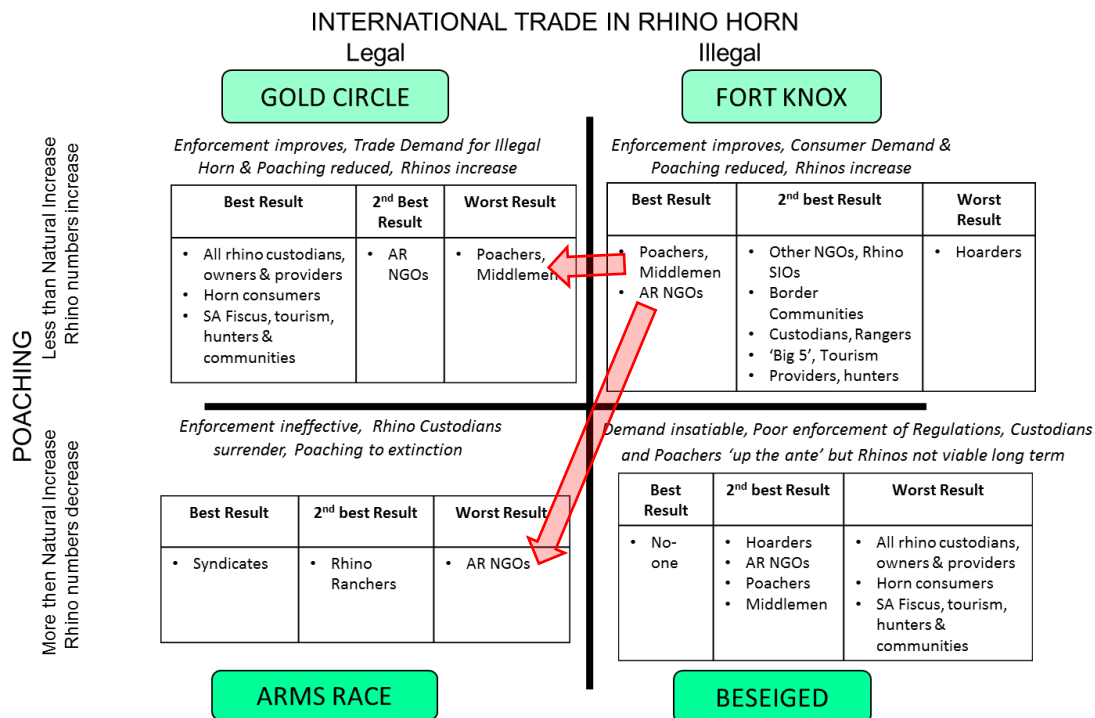 INTERNATIONAL TRADE IN RHINO HORN
Legal
Illegal
GOLD CIRCLE
FORT KNOX
POACHING
Less than Natural Increase
Rhino numbers increase
Enforcement improves, Trade Demand for Illegal
Horn & Poaching reduced, Rhinos increase
Best Result
2nd Best
Result
Worst Result
• All rhino custodians,
owners & providers
• Horn consumers
• SA Fiscus, tourism,
hunters &
communities
• AR
NGOs
• Poachers,
Middlemen
Enforcement improves, Consumer Demand &
Poaching reduced, Rhinos increase
Best Result
2nd best Result
Worst
Result
• Poachers,
Middlemen
• AR NGOs
• Other NGOs, Rhino
SIOs
• Border
Communities
• Custodians, Rangers
• ‘Big 5’, Tourism
• Providers, hunters
• Hoarders
More then Natural Increase
Rhino numbers decrease
Enforcement ineffective, Rhino Custodians
surrender, Poaching to extinction
Best Result
2nd best Result
Worst Result
• Syndicates
• Rhino
Ranchers
• AR NGOs
Demand insatiable, Poor enforcement of Regulations, Custodians
and Poachers ‘up the ante’ but Rhinos not viable long term
Best
Result
2nd best
Result
Worst Result
• No-
one
• Hoarders
• AR NGOs
• Poachers
• Middlemen
• All rhino custodians,
owners & providers
• Horn consumers
• SA Fiscus, tourism,
hunters &
communities
ARMS RACE
BESEIGED